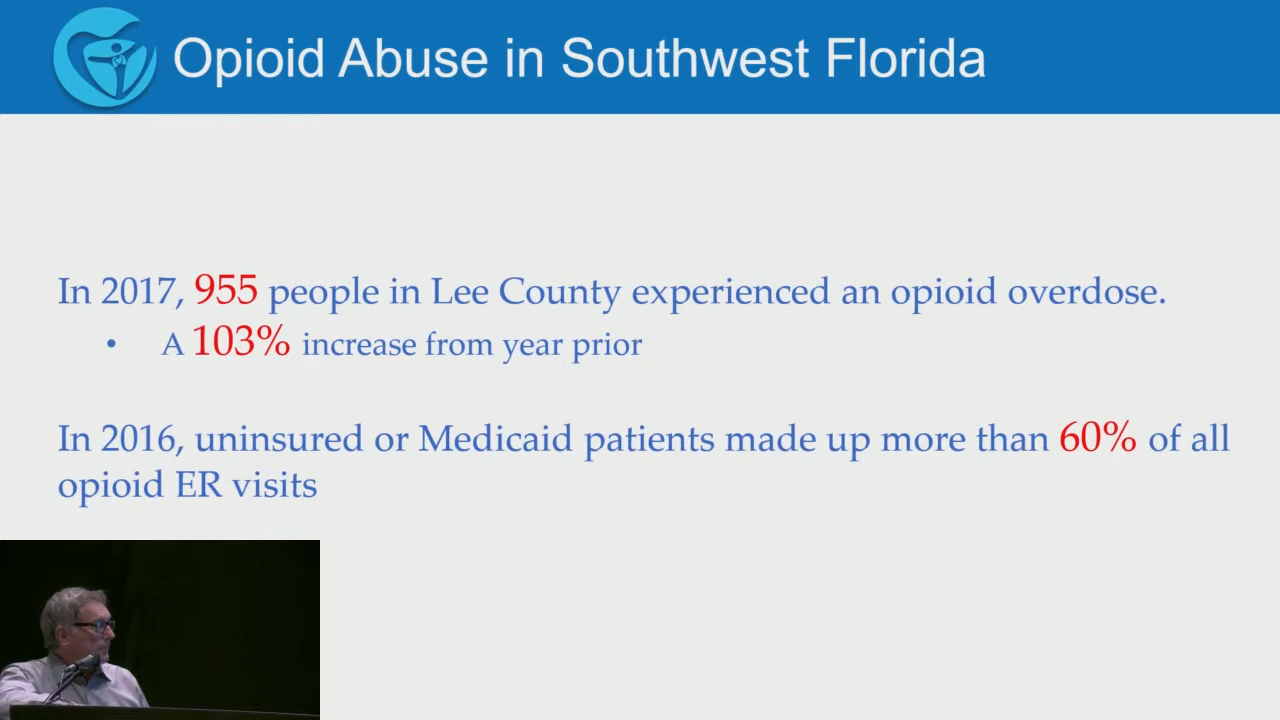 Opioid Abuse in Southwest Florida
In 2017, 955 people in Lee County experienced an opioid overdose.
• A 103% increase from year prior
In 2016, uninsured or Medicaid patients made up more than 60% of all
opioid ER visits